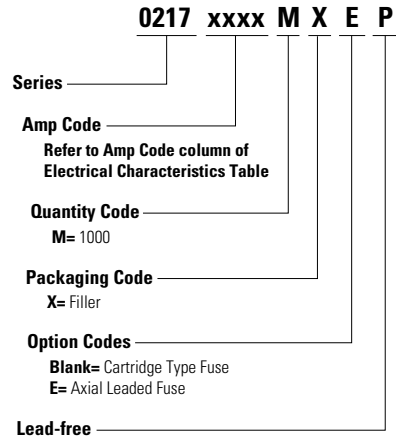 0217 xxxx M X E P
Series
Amp Code
Refer to Amp Code column of
Electrical Characteristics Table
Quantity Code
M= 1000
Packaging Code
X= Filler
Option Codes
Blank= Cartridge Type Fuse
E= Axial Leaded Fuse
Lead-free